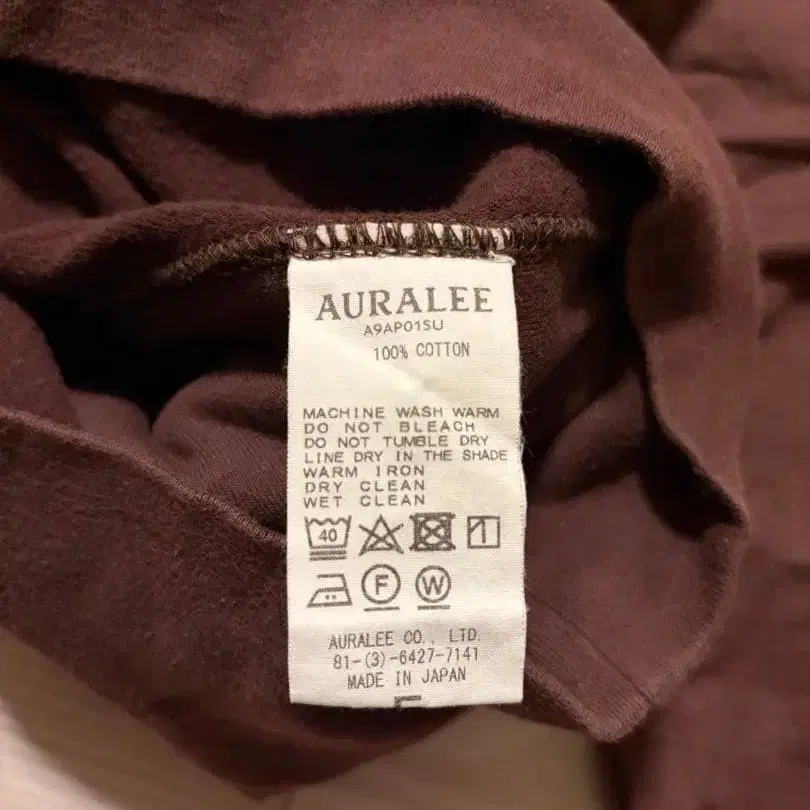 AURALEE
A9AP01SU
100% COTTON
MACHINE WASH WARM
DO NOT BLEACH
DO NOT TUMBLE DRY
LINE DRY IN THE SHADE
WARM IRON
DRY CLEAN
WET CLEAN
40
F W
AURALEE CO., LTD.
81-(3)-6427-7141
MADE IN JAPAN